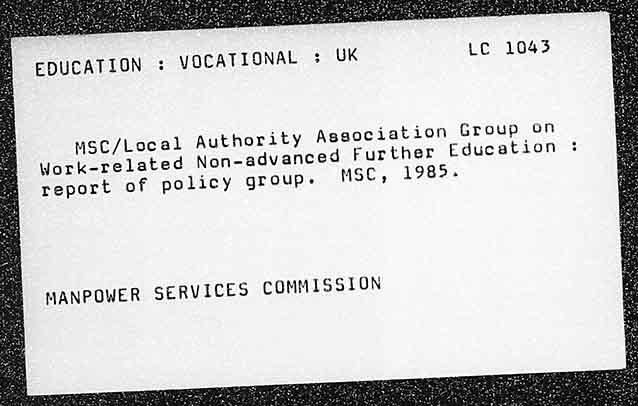 EDUCATION : VOCATIONAL : UK LC 1043
MSC/Local Authority Association Group on
Work-related Non-advanced Further Education :
report of policy group. MSC, 1985.
MANPOWER SERVICES COMMISSION